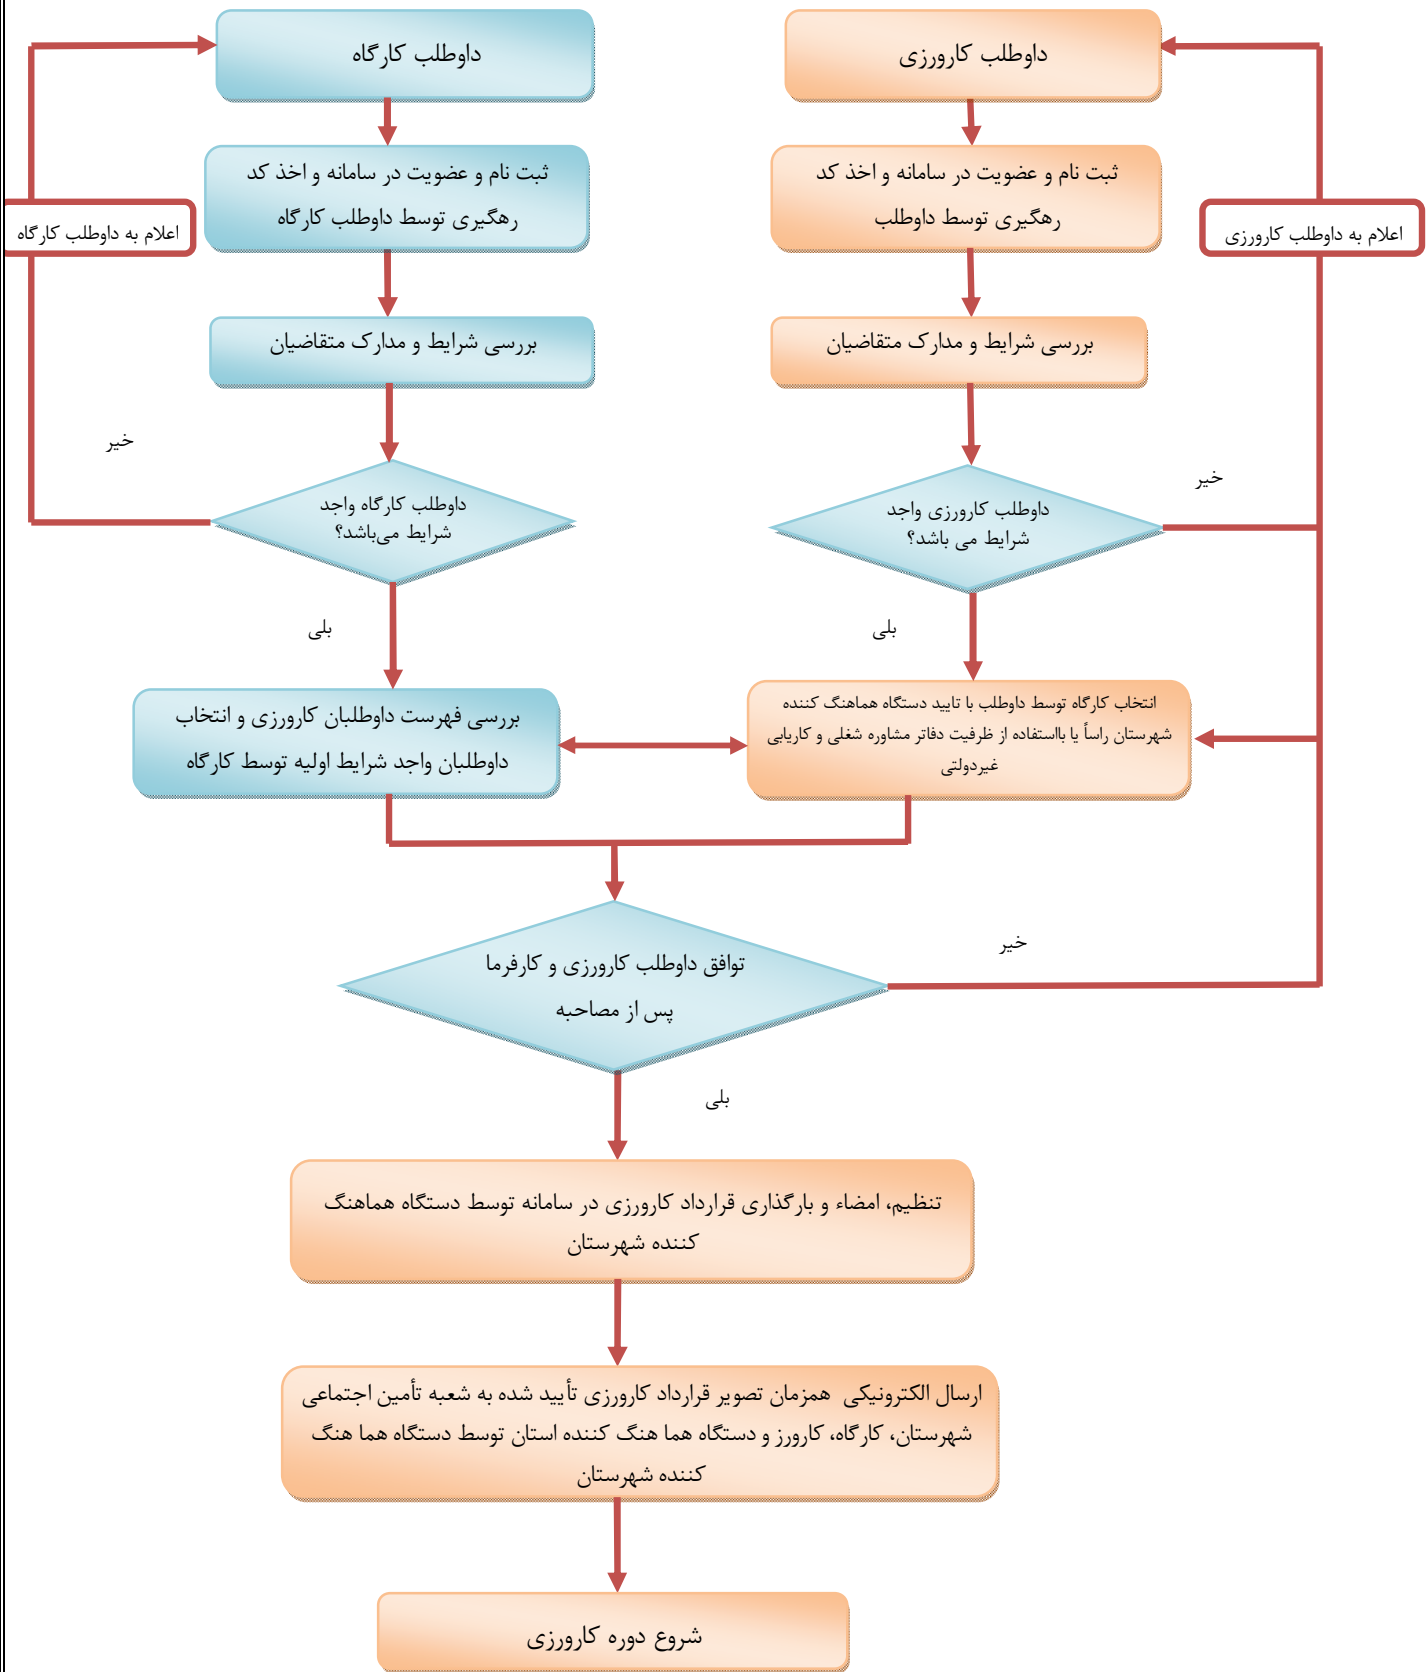 داوطلب کارورزی
داوطلب کارگاه
ثبت نام و عضویت در سامانه و اخذ کد
رهگیری توسط داوطلب
ثبت نام و عضویت در سامانه و اخذ کد
رهگیری توسط داوطلب کارگاه
اعلام به داوطلب کارورزی
اعلام به داوطلب کارگاه
بررسی شرایط و مدارک متقاضیان
بررسی شرایط و مدارک متقاضیان
خیر
خیر
داوطلب کارورزی واجد
شرایط می باشد؟
داوطلب کارگاه واجد
شرایط می‌باشد؟
بلی
بلی
انتخاب کارگاه توسط داوطلب با تایید دستگاه هماهنگ کننده
شهرستان راساً یا بااستفاده از ظرفیت دفاتر مشاوره شغلی و کاریابی
غیردولتی
بررسی فهرست داوطلبان کارورزی و انتخاب
داوطلبان واجد شرایط اولیه توسط کارگاه
توافق داوطلب کارورزی و کارفرما
پس از مصاحبه
خیر
بلی
تنظیم، امضاء و بارگذاری قرارداد کارورزی در سامانه توسط دستگاه هماهنگ
کننده شهرستان
ارسال الکترونیکی همزمان تصویر قرارداد کارورزی تأیید شده به شعبه تأمین اجتماعی
شهرستان، کارگاه، کارورز و دستگاه هما هنگ کننده استان توسط دستگاه هما هنگ
کننده شهرستان
شروع دوره کارورزی